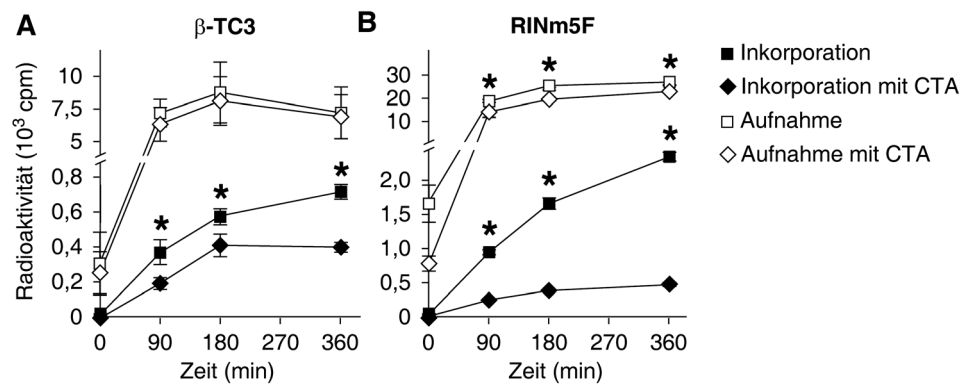 A
β-TC3
Radioaktivität (10³ cpm)
10
7,5
5
0,8
0,6
0,4
0,2
0
0 90 180 270 360
Zeit (min)
* * *
B
RINm5F
30
20
10
2,0
1,5
1,0
0,5
0
0 90 180 270 360
Zeit (min)
* * *
* * *
Inkorporation
Inkorporation mit CTA
Aufnahme
Aufnahme mit CTA